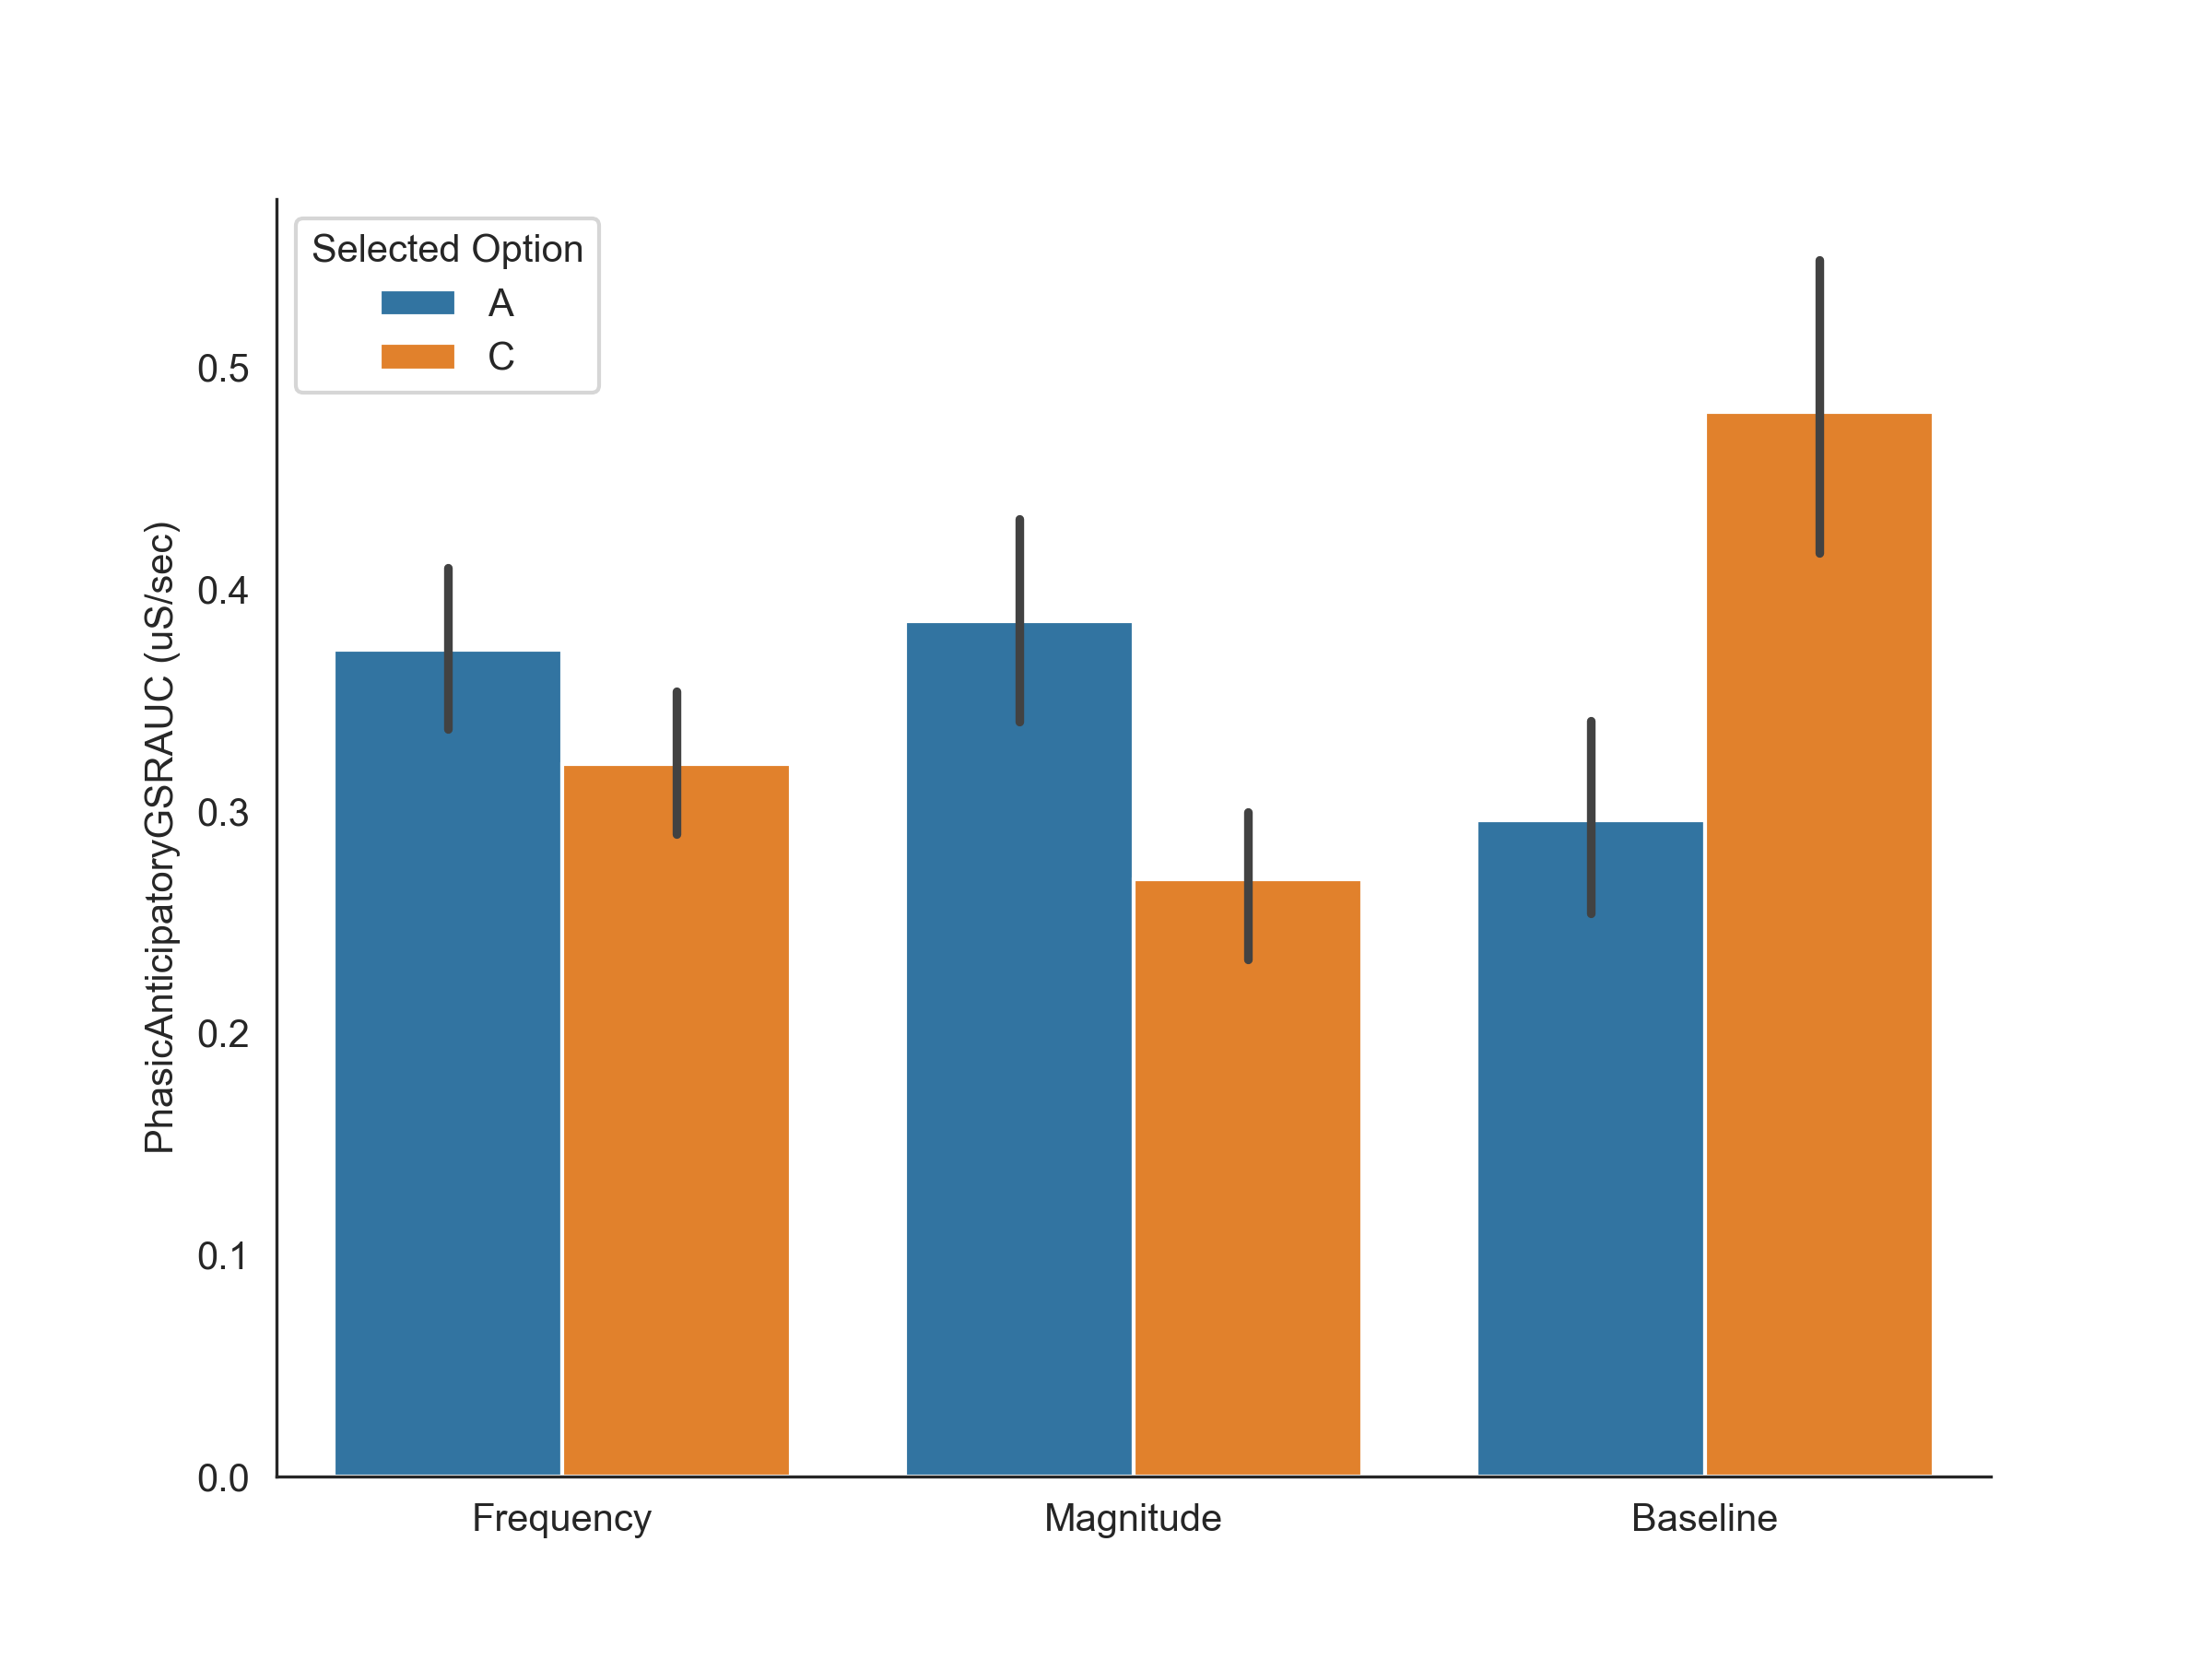 Selected Option
A
C
PhasicAnticipatoryGSRAUC (uS/sec)
0.5
0.4
0.3
0.2
0.1
0.0
Frequency Magnitude Baseline